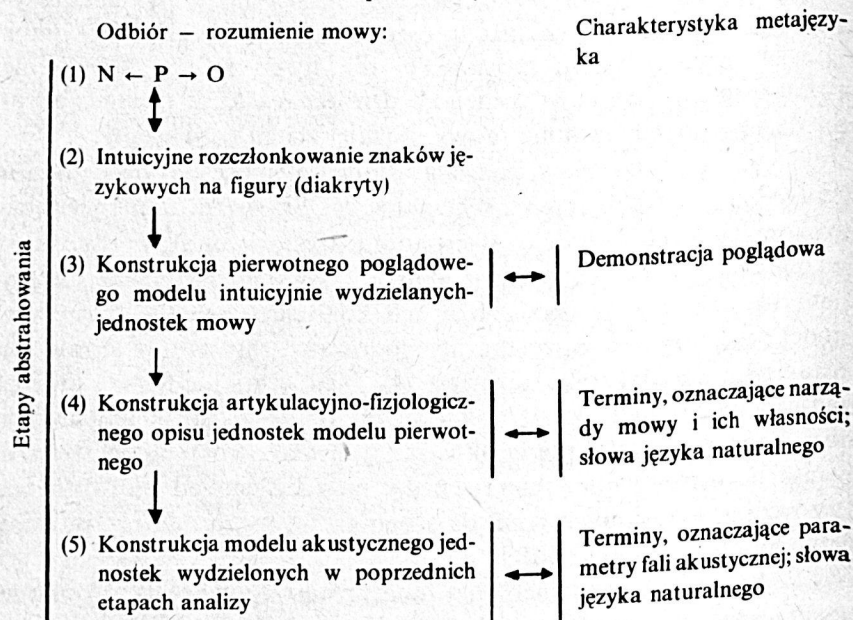 Odbiór – rozumienie mowy:
Charakterystyka metajęzy-
ka
Etapy abstrahowania
(1) N ← P → O
(2) Intuicyjne rozczłonkowanie znaków ję-
zykowych na figury (diakryty)
(3) Konstrukcja pierwotnego poglądowe-
go modelu intuicyjnie wydzielanych-
jednostek mowy
Demonstracja poglądowa
(4) Konstrukcja artykulacyjno-fizjologicz-
nego opisu jednostek modelu pierwot-
nego
Terminy, oznaczające narzą-
dy mowy i ich własności;
słowa języka naturalnego
(5) Konstrukcja modelu akustycznego jed-
nostek wydzielonych w poprzednich
etapach analizy
Terminy, oznaczające para-
metry fali akustycznej; słowa
języka naturalnego